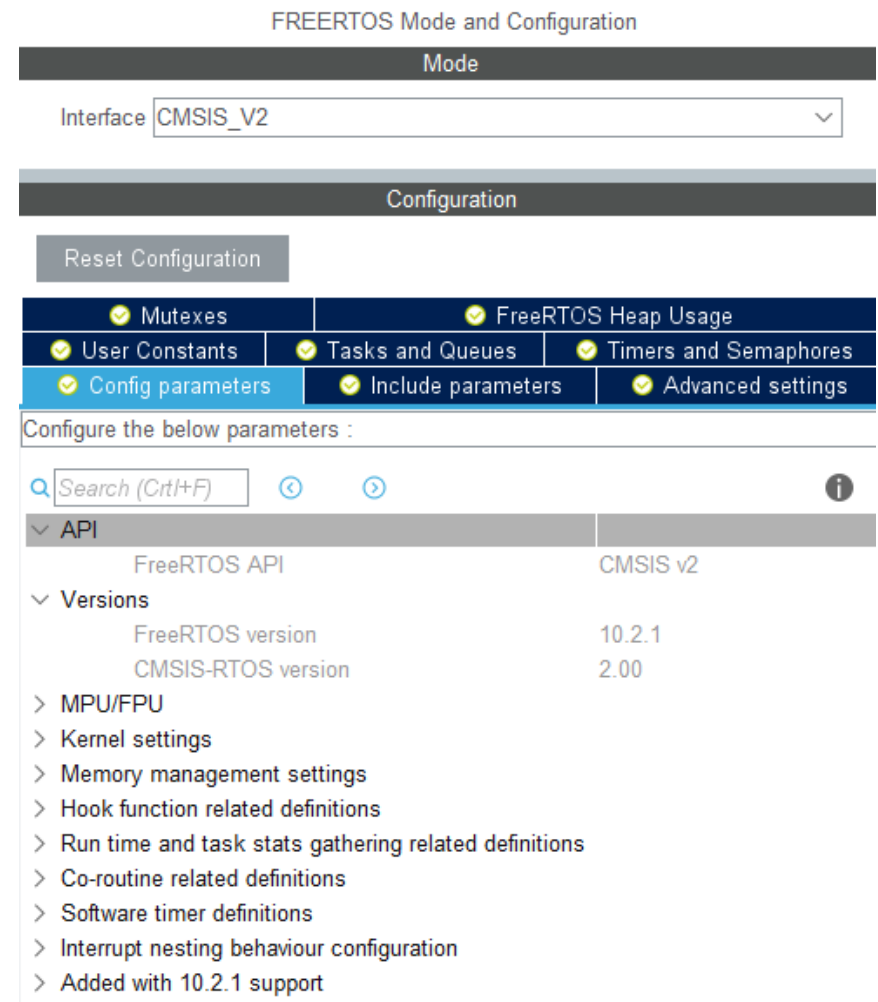 FREERTOS Mode and Configuration
Mode
Interface CMSIS_V2
Configuration
Reset Configuration
Mutexes FreeRTOS Heap Usage
User Constants Tasks and Queues Timers and Semaphores
Config parameters Include parameters Advanced settings
Configure the below parameters :
Search (Crtl+F)
API
FreeRTOS API CMSIS v2
Versions
FreeRTOS version 10.2.1
CMSIS-RTOS version 2.00
MPU/FPU
Kernel settings
Memory management settings
Hook function related definitions
Run time and task stats gathering related definitions
Co-routine related definitions
Software timer definitions
Interrupt nesting behaviour configuration
Added with 10.2.1 support